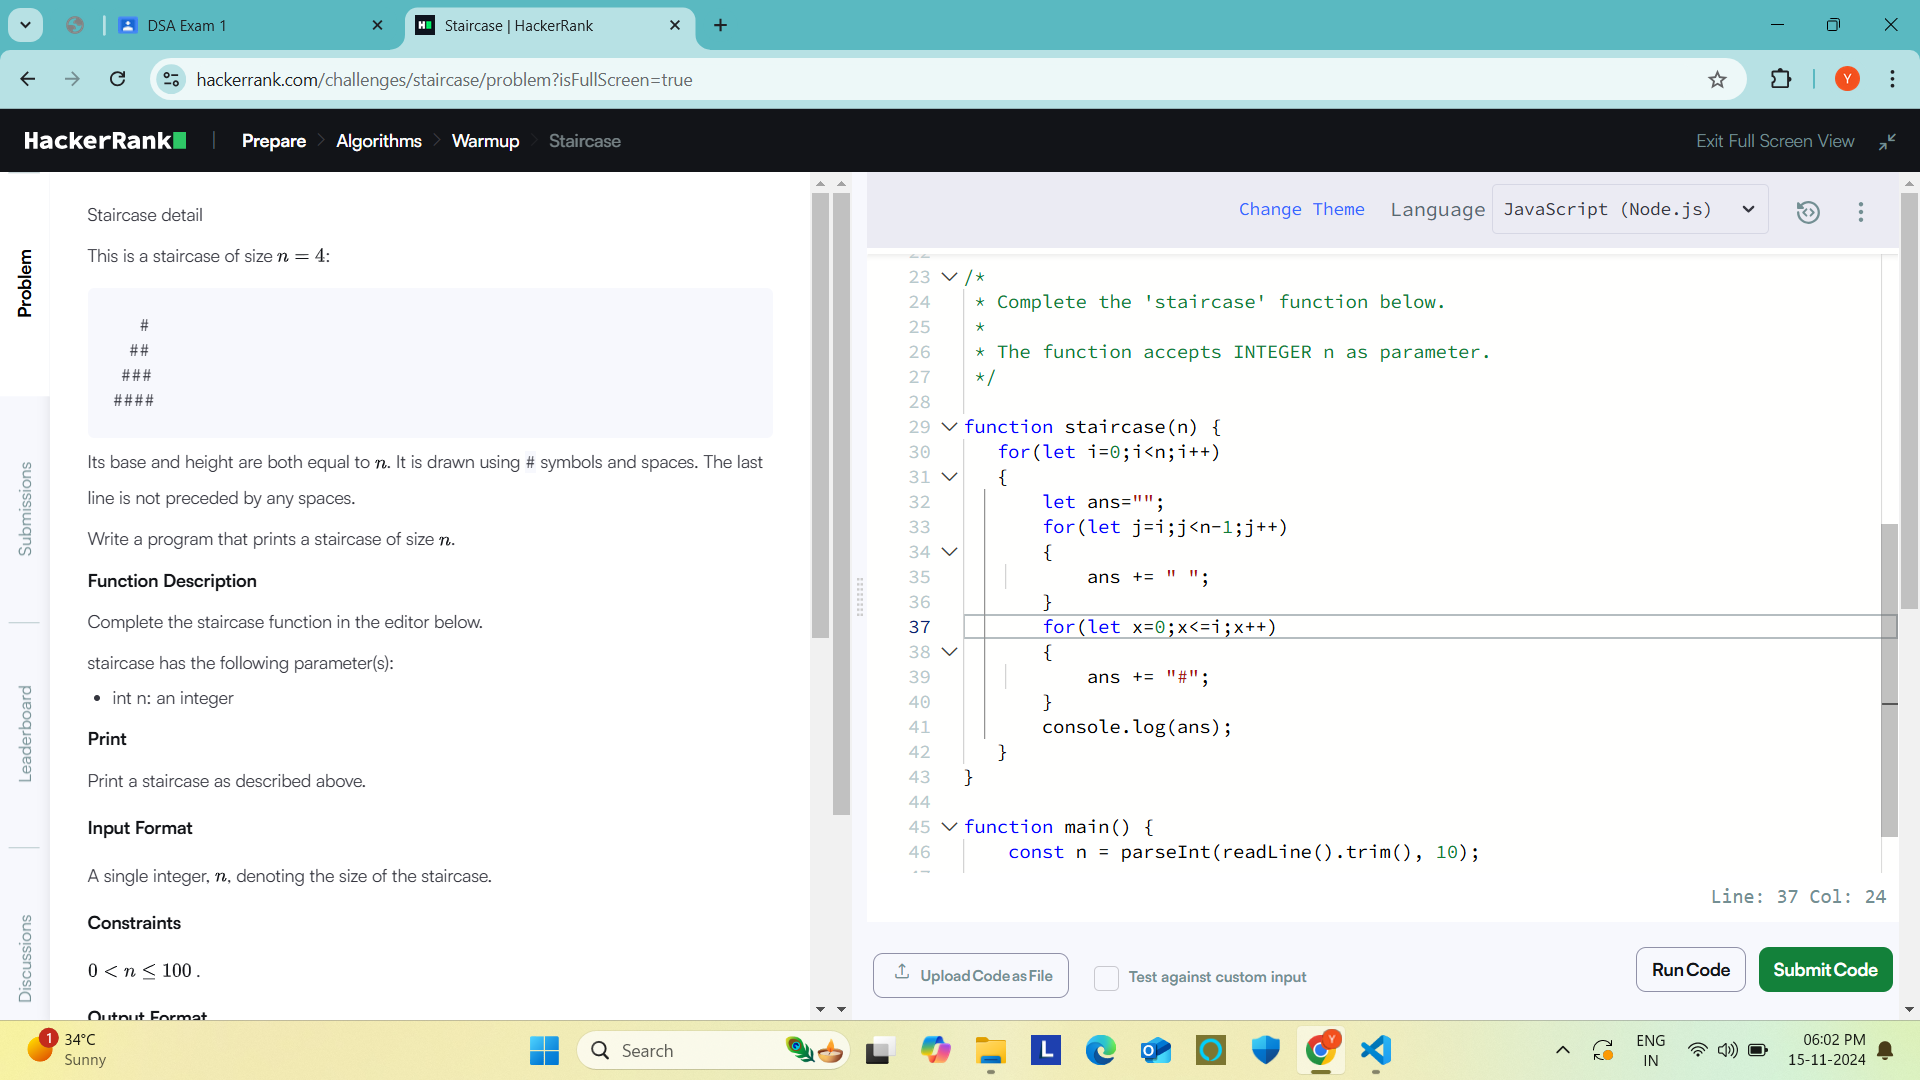 DSA Exam 1
Staircase | HackerRank
hackerrank.com/challenges/staircase/problem?isFullScreen=true
Y
HackerRank
Prepare
Algorithms
Warmup
Staircase
Exit Full Screen View
Problem
Submissions
Leaderboard
Discussions
Staircase detail
This is a staircase of size n = 4:
   #
  ##
 ###
####
Its base and height are both equal to n. It is drawn using # symbols and spaces. The last
line is not preceded by any spaces.
Write a program that prints a staircase of size n.
Function Description
Complete the staircase function in the editor below.
staircase has the following parameter(s):
• int n: an integer
Print
Print a staircase as described above.
Input Format
A single integer, n, denoting the size of the staircase.
Constraints
0 < n ≤ 100 .
Output Format
Change Theme
Language
JavaScript (Node.js)
22
23 /*
24  * Complete the 'staircase' function below.
25  *
26  * The function accepts INTEGER n as parameter.
27  */
28
29 function staircase(n) {
30    for(let i=0;i<n;i++)
31    {
32        let ans="";
33        for(let j=i;j<n-1;j++)
34        {
35            ans += " ";
36        }
37        for(let x=0;x<=i;x++)
38        {
39            ans += "#";
40        }
41        console.log(ans);
42    }
43 }
44
45 function main() {
46     const n = parseInt(readLine().trim(), 10);
Line: 37 Col: 24
Upload Code as File
Test against custom input
Run Code
Submit Code
1
34°C
Sunny
Search
L
Y
ENG
IN
06:02 PM
15-11-2024